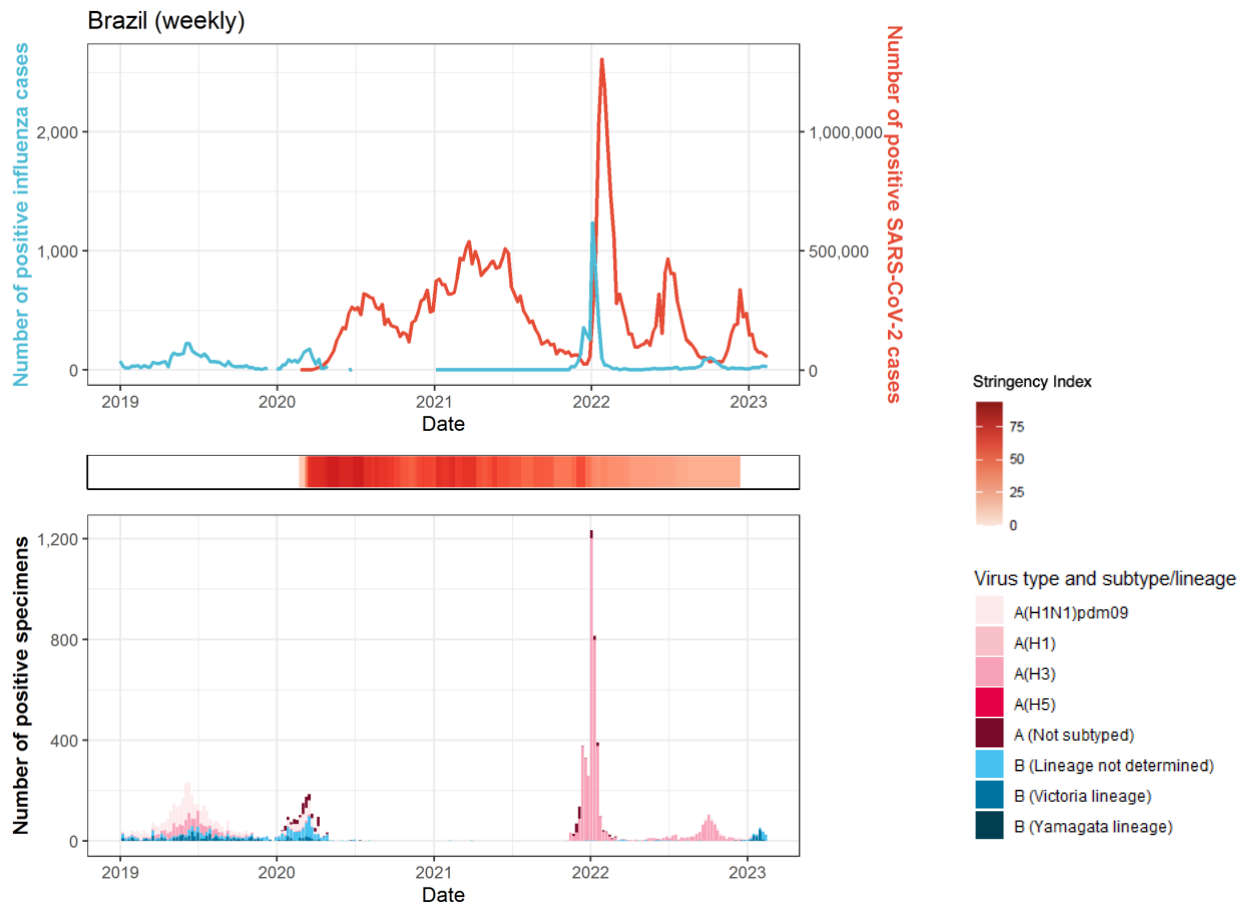 Brazil (weekly)
Number of positive influenza cases
2,000
1,000
0
1,000,000
500,000
0
Number of positive SARS-CoV-2 cases
2019 2020 2021 2022 2023
Date
Stringency Index
75
50
25
0
Number of positive specimens
1,200
800
400
0
2019 2020 2021 2022 2023
Date
Virus type and subtype/lineage
A(H1N1)pdm09
A(H1)
A(H3)
A(H5)
A (Not subtyped)
B (Lineage not determined)
B (Victoria lineage)
B (Yamagata lineage)